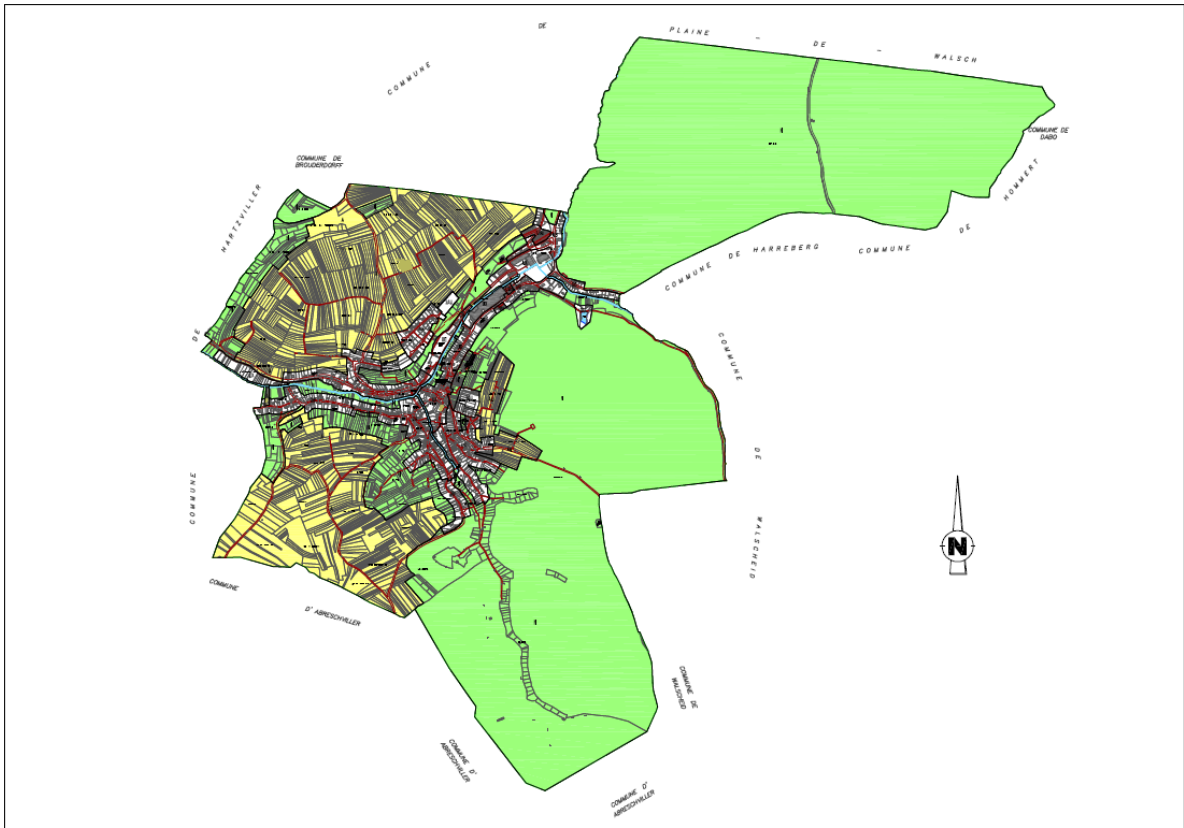 DE
PLAINE - DE - WALSCH
COMMUNE
COMMUNE DE
DABO
COMMUNE DE
BROUDERDORFF
HOMMERT
HARTZVILLER
DE
COMMUNE DE HARREBERG
COMMUNE
DE
COMMUNE
DE
WALSCHEID
COMMUNE
N
COMMUNE
D' ABRESCHVILLER
COMMUNE DE
WALSCHEID
COMMUNE D'
ABRESCHVILLER
COMMUNE D'
ABRESCHVILLER